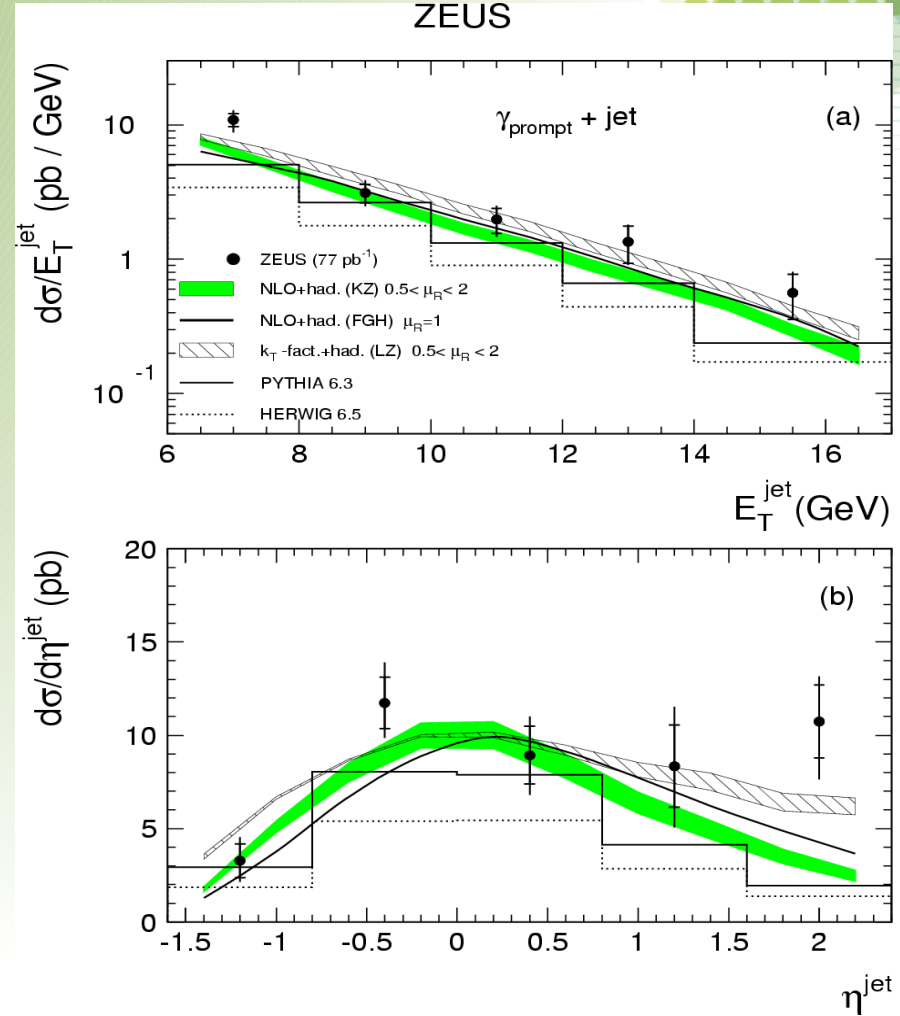 ZEUS
dσ/E_T^jet (pb / GeV)
10
1
10^-1
γ_prompt + jet
(a)
ZEUS (77 pb^-1)
NLO+had. (KZ) 0.5< μ_R < 2
NLO+had. (FGH) μ_R=1
k_T -fact.+had. (LZ) 0.5< μ_R < 2
PYTHIA 6.3
HERWIG 6.5
6 8 10 12 14 16
E_T^jet (GeV)
dσ/dη^jet (pb)
20
15
10
5
0
(b)
-1.5 -1 -0.5 0 0.5 1 1.5 2
η^jet